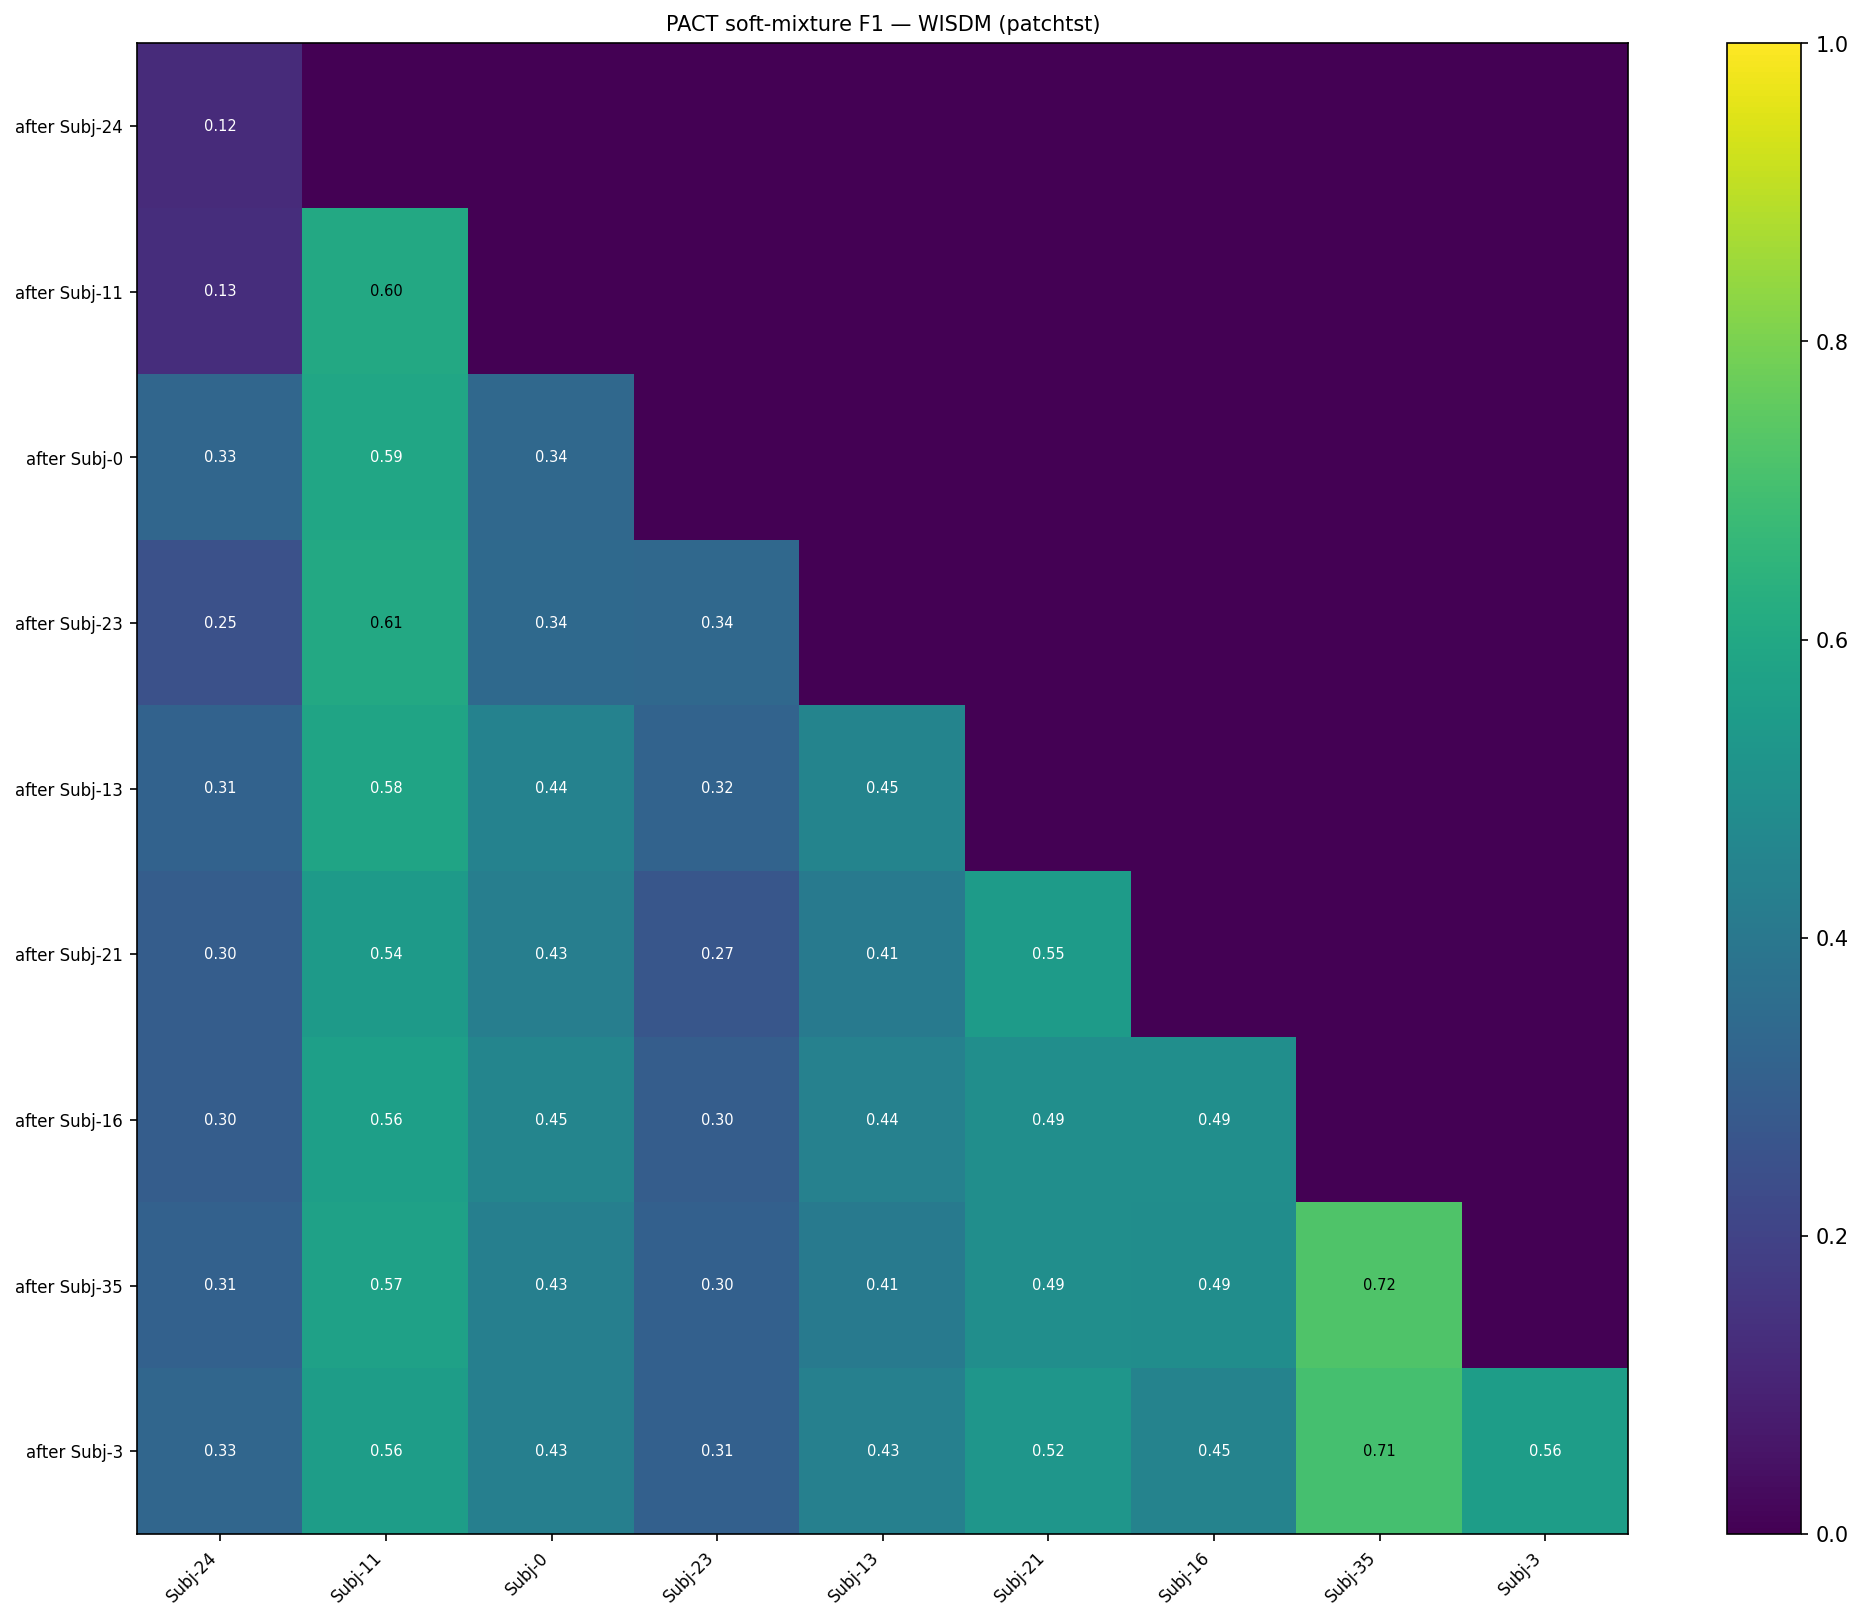 PACT soft-mixture F1 — WISDM (patchtst)
1.0
after Subj-24 0.12
after Subj-11 0.13 0.60
0.8
after Subj-0 0.33 0.59 0.34
after Subj-23 0.25 0.61 0.34 0.34
0.6
after Subj-13 0.31 0.58 0.44 0.32 0.45
0.4
after Subj-21 0.30 0.54 0.43 0.27 0.41 0.55
after Subj-16 0.30 0.56 0.45 0.30 0.44 0.49 0.49
0.2
after Subj-35 0.31 0.57 0.43 0.30 0.41 0.49 0.49 0.72
after Subj-3 0.33 0.56 0.43 0.31 0.43 0.52 0.45 0.71 0.56
0.0
Subj-24 Subj-11 Subj-0 Subj-23 Subj-13 Subj-21 Subj-16 Subj-35 Subj-3